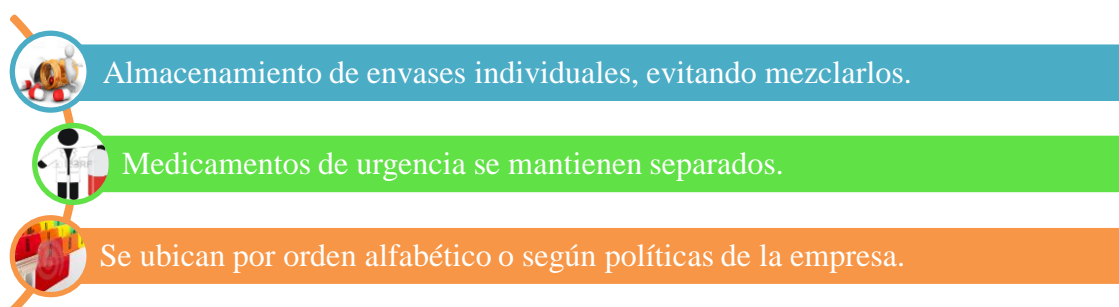 Almacenamiento de envases individuales, evitando mezclarlos.
Medicamentos de urgencia se mantienen separados.
Se ubican por orden alfabético o según políticas de la empresa.